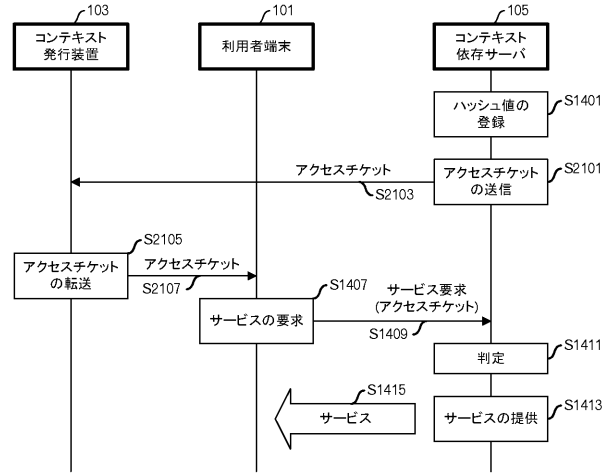 103
101
105
コンテキスト
発行装置
利用者端末
コンテキスト
依存サーバ
S1401
ハッシュ値の
登録
S2101
アクセスチケット
の送信
アクセスチケット
S2103
S2105
アクセスチケット
の転送
アクセスチケット
S2107
S1407
サービスの要求
サービス要求
(アクセスチケット)
S1409
S1411
判定
S1415
サービス
S1413
サービスの提供